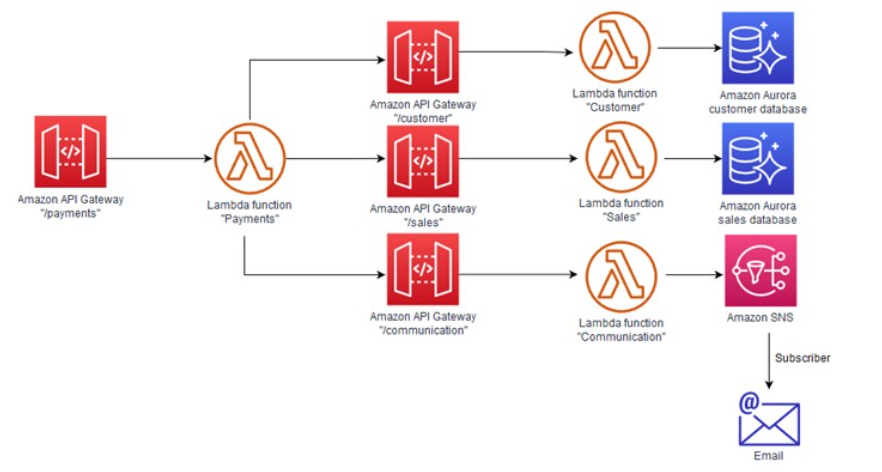 Amazon API Gateway
"/payments"
Lambda function
"Payments"
Amazon API Gateway
"/customer"
Lambda function
"Customer"
Amazon Aurora
customer database
Amazon API Gateway
"/sales"
Lambda function
"Sales"
Amazon Aurora
sales database
Amazon API Gateway
"/communication"
Lambda function
"Communication"
Amazon SNS
Subscriber
@
Email